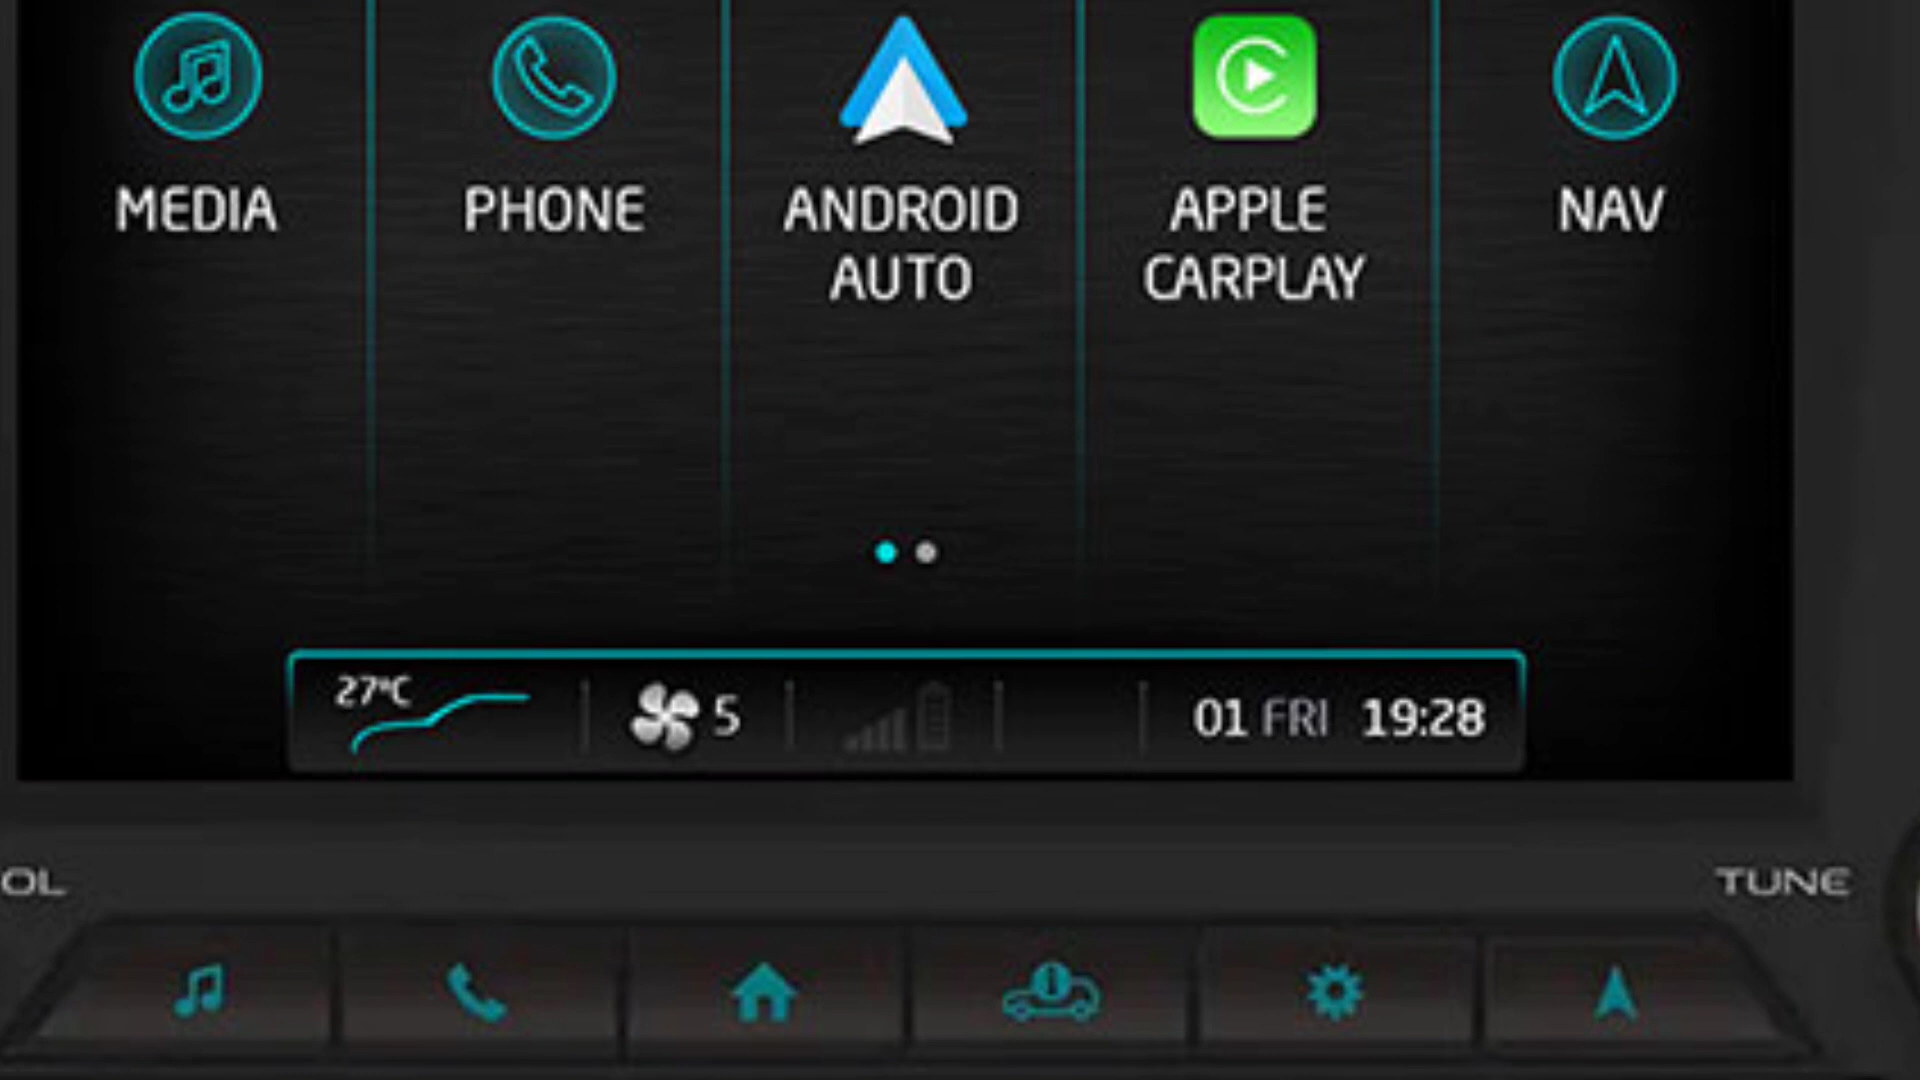 MEDIA
PHONE
ANDROID
AUTO
APPLE
CARPLAY
NAV
27°C
5
01 FRI 19:28
OL
TUNE